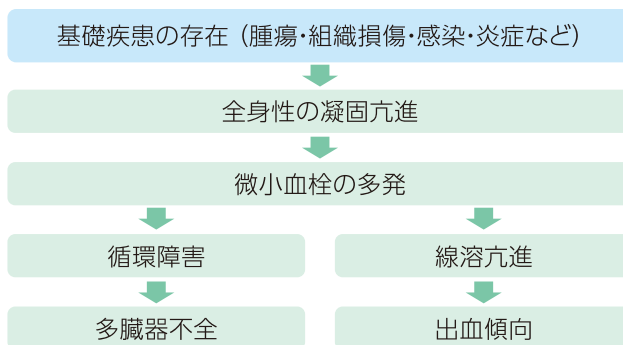 基礎疾患の存在（腫瘍・組織損傷・感染・炎症など）
全身性の凝固亢進
微小血栓の多発
循環障害
線溶亢進
多臓器不全
出血傾向